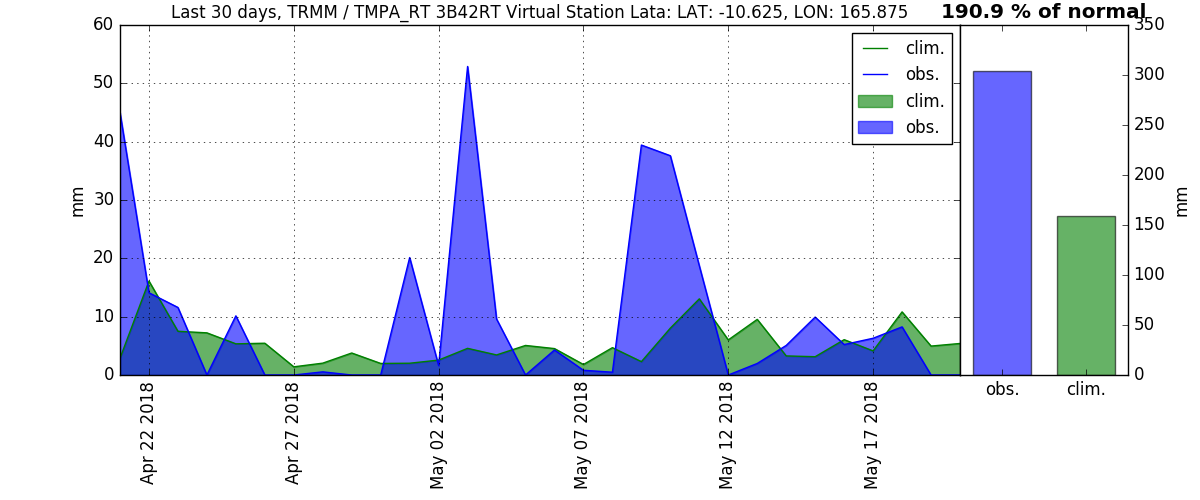 Last 30 days, TRMM / TMPA_RT 3B42RT Virtual Station Lata: LAT: -10.625, LON: 165.875
190.9 % of normal
60
50
40
30
20
10
0
mm
clim.
obs.
clim.
obs.
350
300
250
200
150
100
50
0
mm
obs.
clim.
Apr 22 2018
Apr 27 2018
May 02 2018
May 07 2018
May 12 2018
May 17 2018